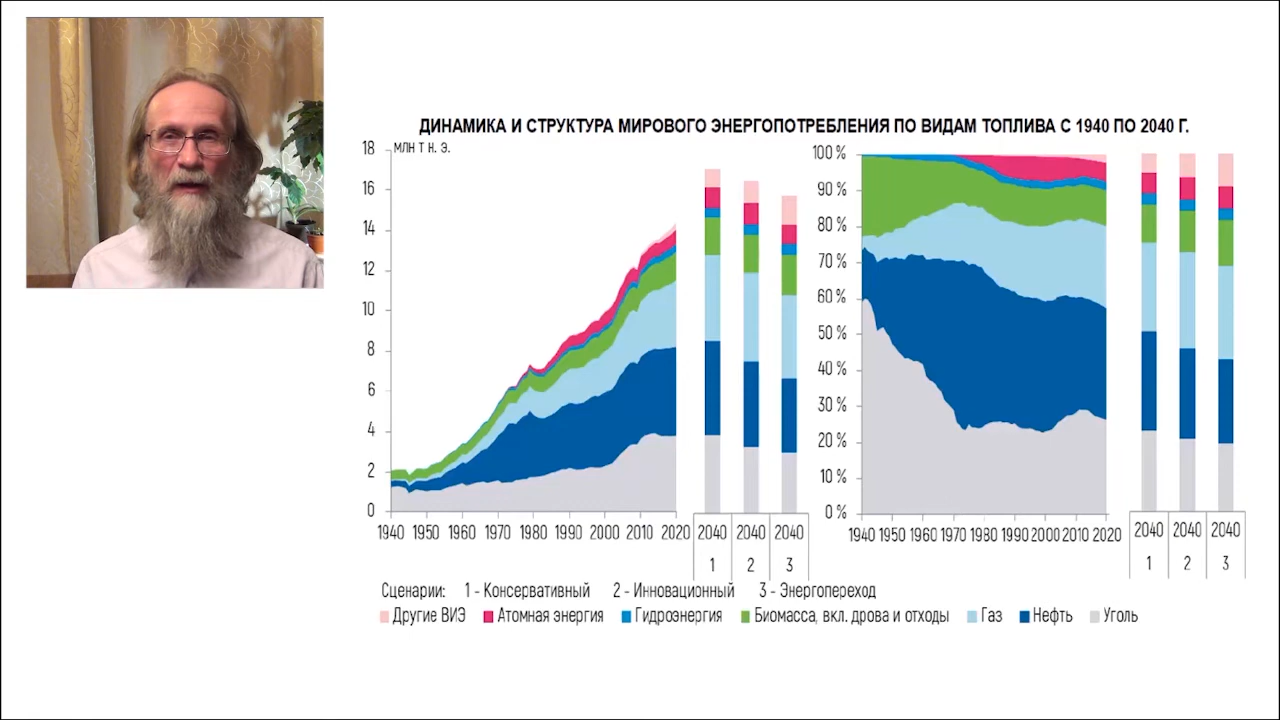 ДИНАМИКА И СТРУКТУРА МИРОВОГО ЭНЕРГОПОТРЕБЛЕНИЯ ПО ВИДАМ ТОПЛИВА С 1940 ПО 2040 Г.
млн т н. э.
18
16
14
12
10
8
6
4
2
0
1940 1950 1960 1970 1980 1990 2000 2010 2020
2040 2040 2040
1 2 3
100 %
90 %
80 %
70 %
60 %
50 %
40 %
30 %
20 %
10 %
0 %
1940 1950 1960 1970 1980 1990 2000 2010 2020
2040 2040 2040
1 2 3
Сценарии: 1 - Консервативный 2 - Инновационный 3 - Энергопереход
Другие ВИЭ Атомная энергия Гидроэнергия Биомасса, вкл. дрова и отходы Газ Нефть Уголь